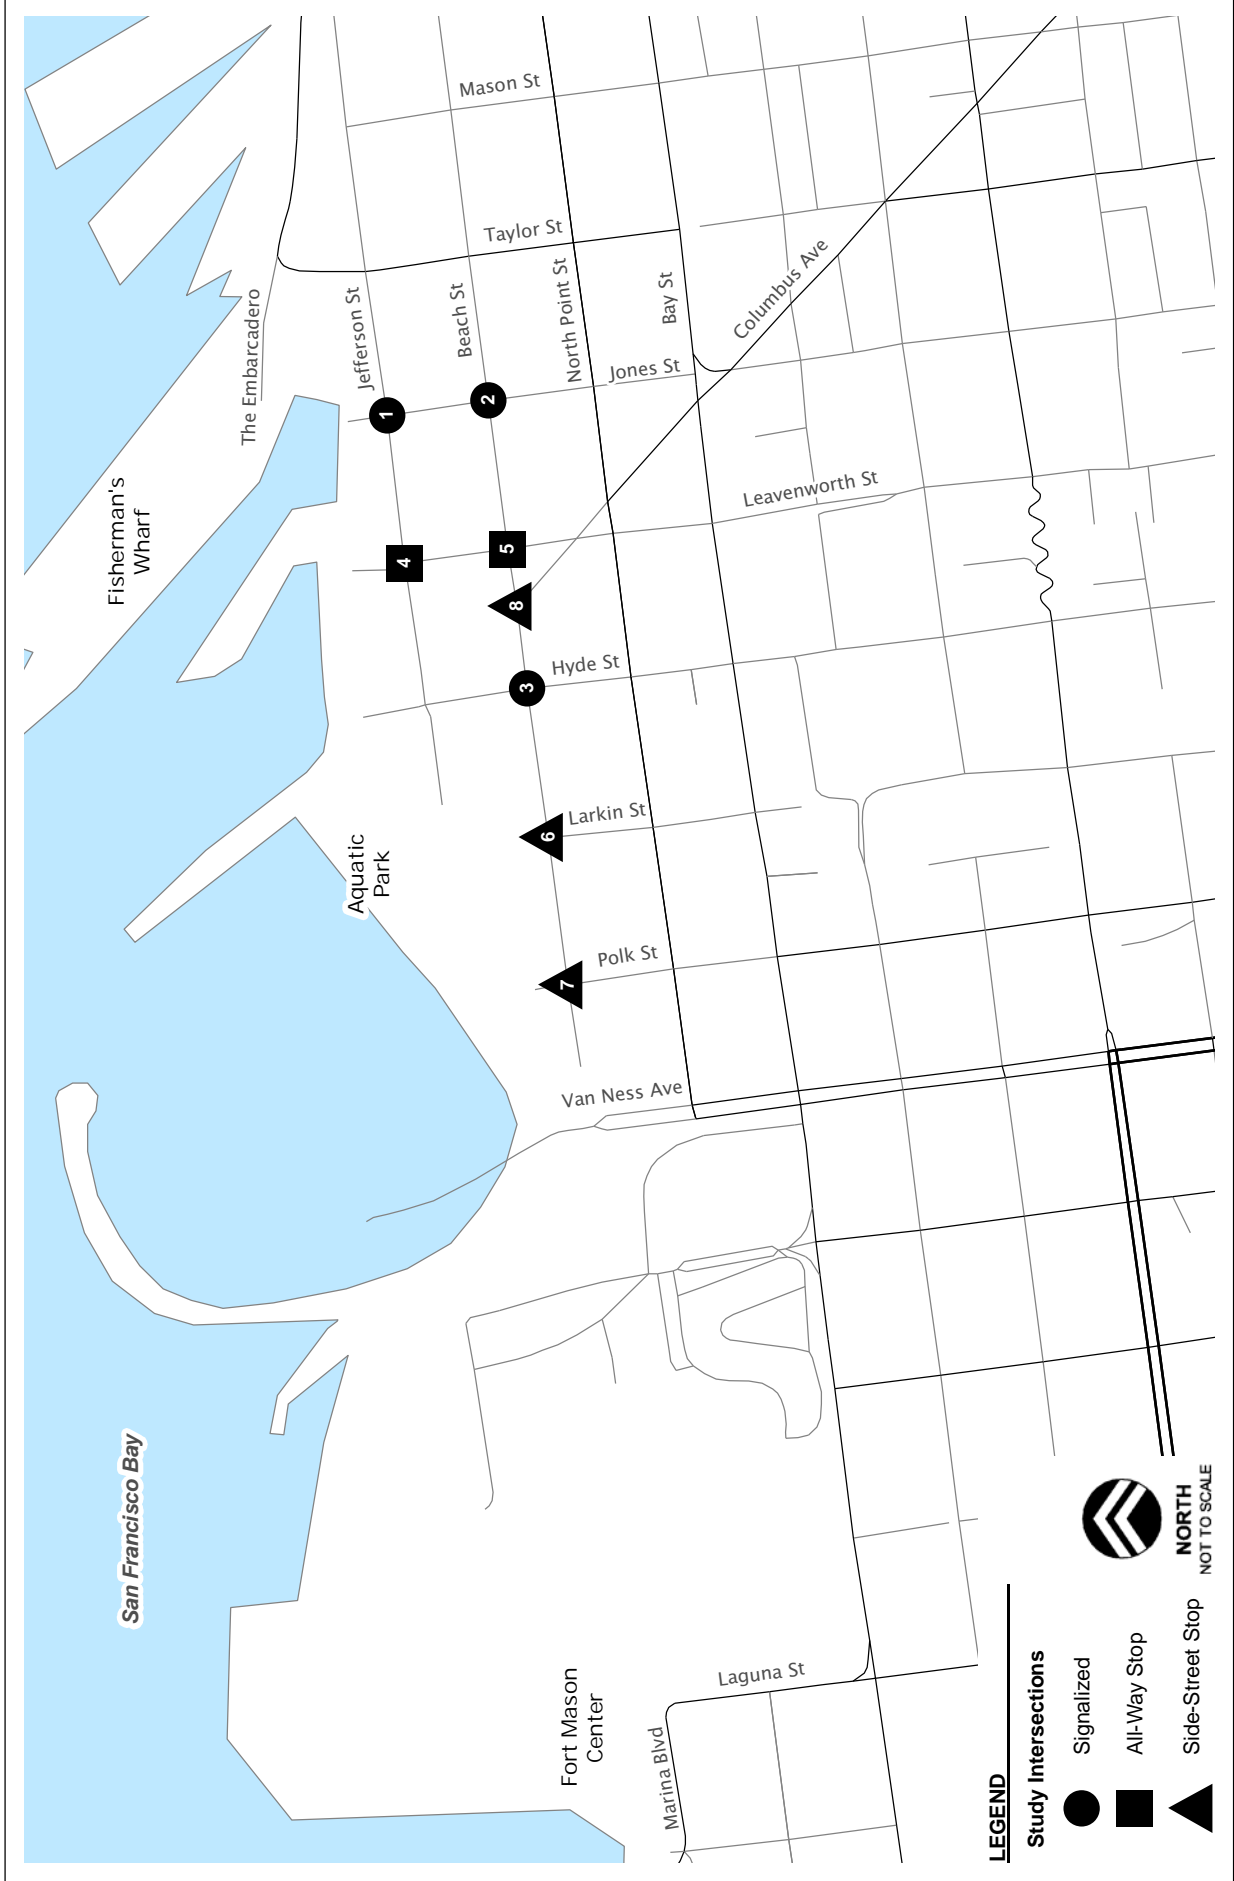 San Francisco Bay
Fisherman's
Wharf
Aquatic
Park
Fort Mason
Center
The Embarcadero
Jefferson St
Beach St
North Point St
Bay St
Columbus Ave
Mason St
Taylor St
Jones St
Leavenworth St
Hyde St
Larkin St
Polk St
Van Ness Ave
Laguna St
Marina Blvd
1
2
3
4
5
6
7
8
LEGEND
Study Intersections
Signalized
All-Way Stop
Side-Street Stop
NORTH
NOT TO SCALE